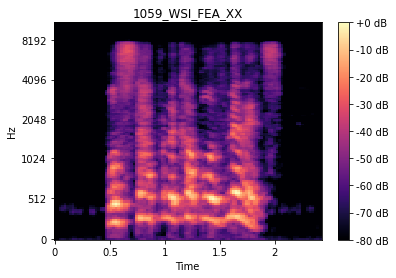 1059_WSI_FEA_XX
8192
4096
2048
1024
512
0
Hz
0 0.5 1 1.5 2
Time
+0 dB
-10 dB
-20 dB
-30 dB
-40 dB
-50 dB
-60 dB
-70 dB
-80 dB